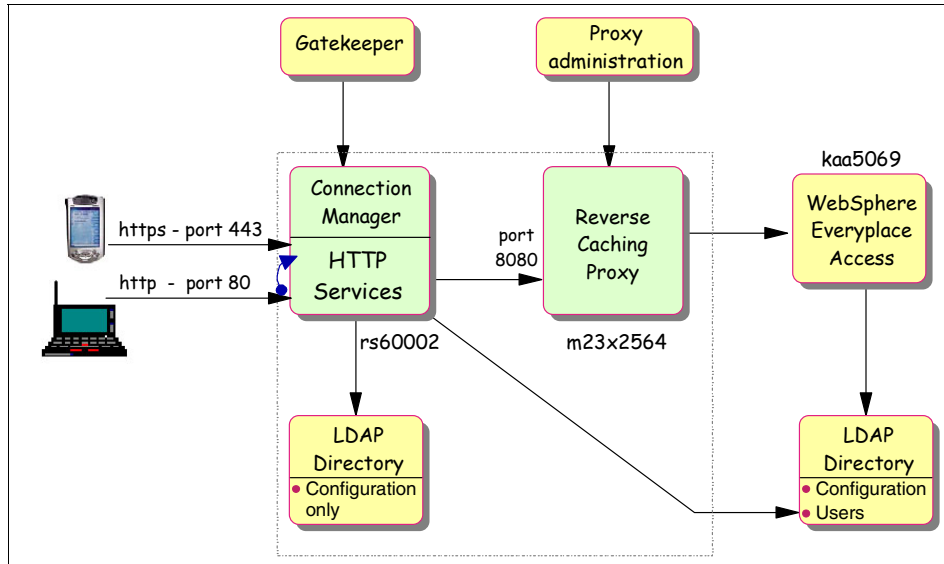 Gatekeeper
Proxy
administration
kaa5069
Connection
Manager
HTTP
Services
https - port 443
http - port 80
port
8080
Reverse
Caching
Proxy
WebSphere
Everyplace
Access
rs60002
m23x2564
LDAP
Directory
• Configuration
only
LDAP
Directory
• Configuration
• Users